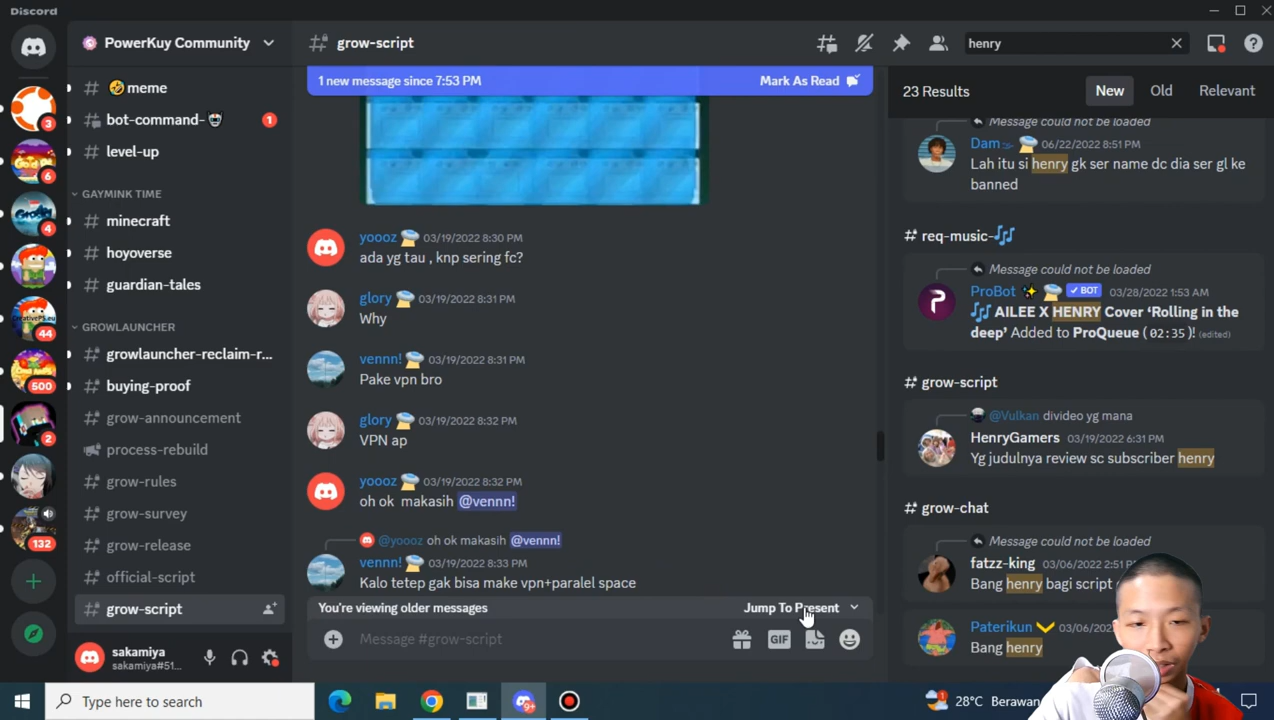 Discord
3
6
4
44
500
2
132
PowerKuy Community
🤣 meme
bot-command-
1
level-up
GAYMINK TIME
minecraft
hoyoverse
guardian-tales
GROWLAUNCHER
growlauncher-reclaim-r...
buying-proof
grow-announcement
process-rebuild
grow-rules
grow-survey
grow-release
official-script
grow-script
sakamiya
sakamiya#51...
grow-script
henry
1 new message since 7:53 PM
Mark As Read
yoooz 03/19/2022 8:30 PM
ada yg tau , knp sering fc?
glory 03/19/2022 8:31 PM
Why
vennn! 03/19/2022 8:31 PM
Pake vpn bro
glory 03/19/2022 8:32 PM
VPN ap
yoooz 03/19/2022 8:32 PM
oh ok makasih @vennn!
@yoooz oh ok makasih @vennn!
vennn! 03/19/2022 8:33 PM
Kalo tetep gak bisa make vpn+paralel space
You're viewing older messages
Jump To Present
Message #grow-script
GIF
23 Results
New
Old
Relevant
Message could not be loaded
Dam 06/22/2022 8:51 PM
Lah itu si henry gk ser name dc dia ser gl ke
banned
# req-music-🎶
Message could not be loaded
ProBot ✨ ✓ BOT 03/28/2022 1:53 AM
🎶 AILEE X HENRY Cover ‘Rolling in the
deep’ Added to ProQueue ( 02:35 )! (edited)
# grow-script
@Vulkan divideo yg mana
HenryGamers 03/19/2022 6:31 PM
Yg judulnya review sc subscriber henry
# grow-chat
Message could not be loaded
fatzz-king 03/06/2022 2:51 P
Bang henry bagi script
Paterikun 03/06/202
Bang henry
Type here to search
9+
28°C Berawan